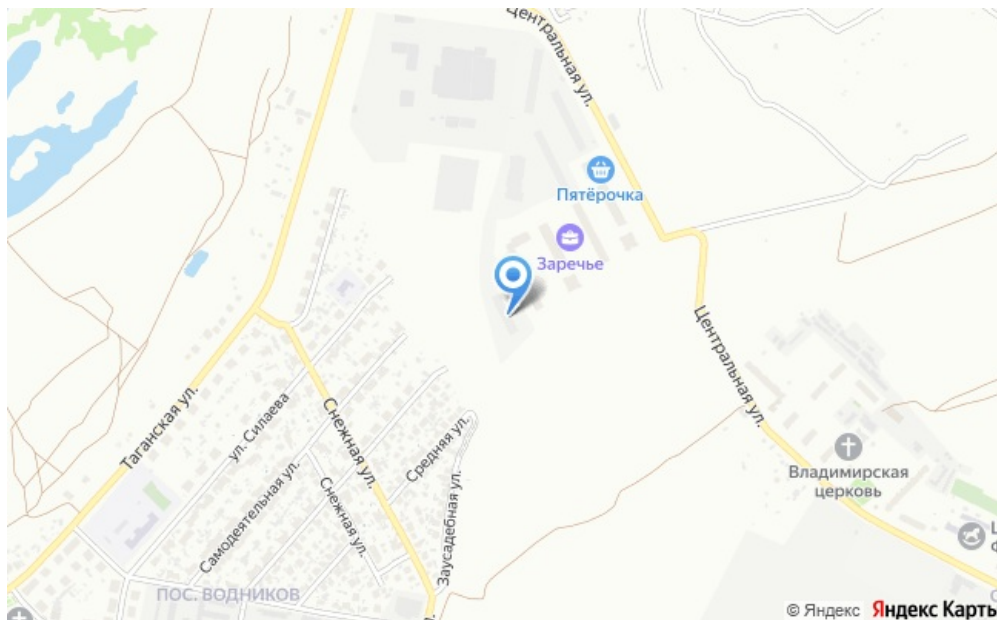 Центральная ул.
Пятёрочка
Заречье
Центральная ул.
Таганская ул.
ул. Силаева
Снежная ул.
Средняя ул.
Самодеятельная ул.
Снежная ул.
Заусадебная ул.
Владимирская
церковь
ПОС. ВОДНИКОВ
© Яндекс Яндекс Карты